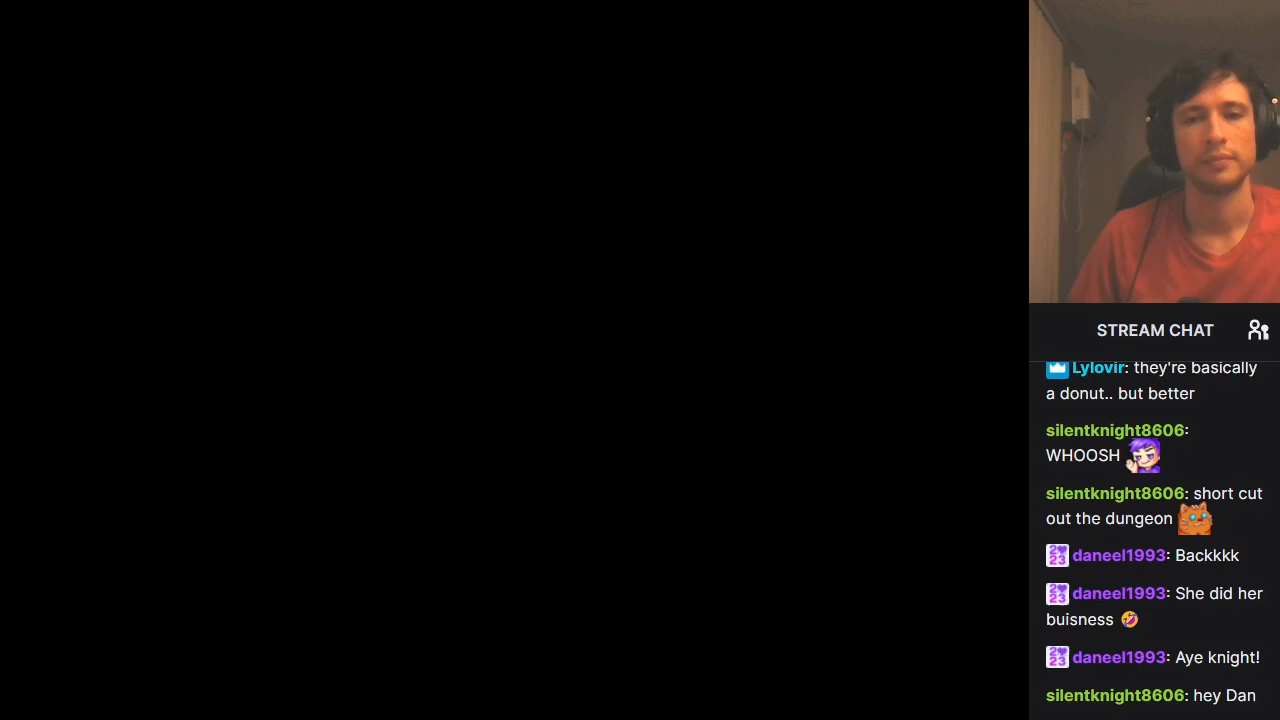 STREAM CHAT
Lylovir: they're basically
a donut.. but better
silentknight8606:
WHOOSH
silentknight8606: short cut
out the dungeon
daneel1993: Backkkk
daneel1993: She did her
buisness 🤣
daneel1993: Aye knight!
silentknight8606: hey Dan